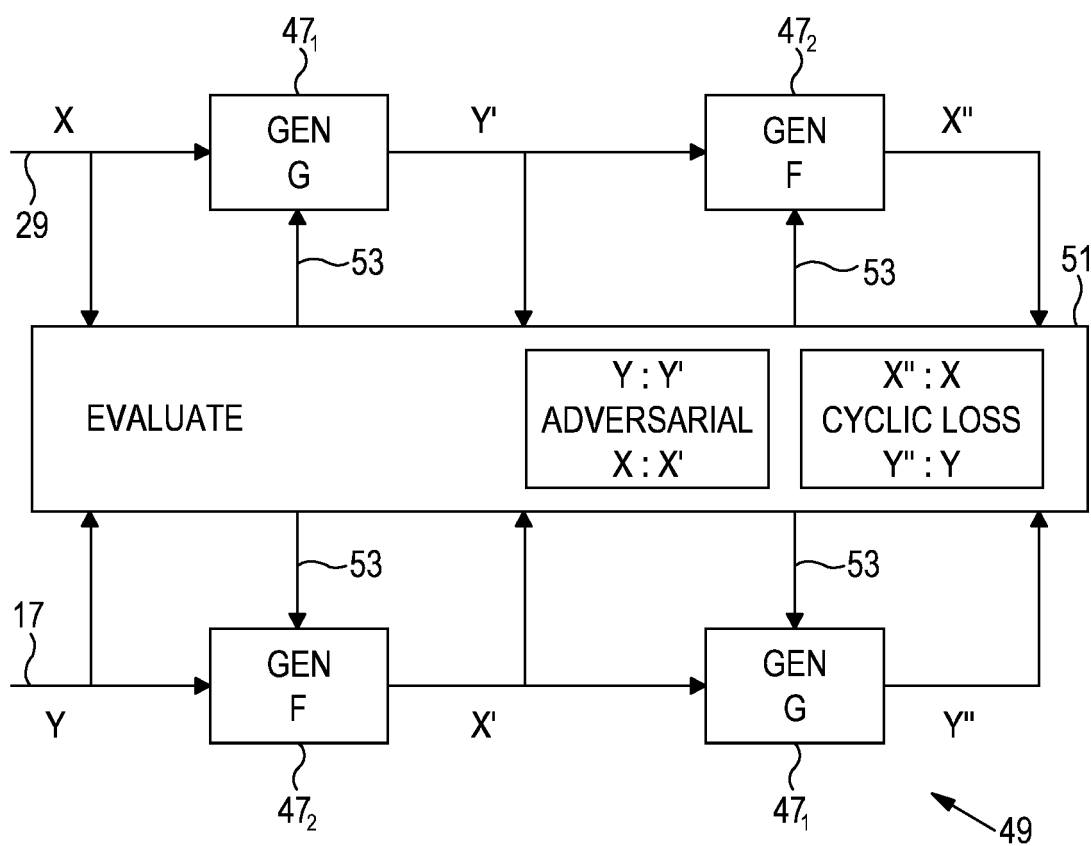 47₁
47₂
X
GEN
G
Y'
GEN
F
X"
29
53
53
51
EVALUATE
Y : Y'
ADVERSARIAL
X : X'
X" : X
CYCLIC LOSS
Y" : Y
53
53
17
Y
GEN
F
X'
GEN
G
Y"
47₂
47₁
49